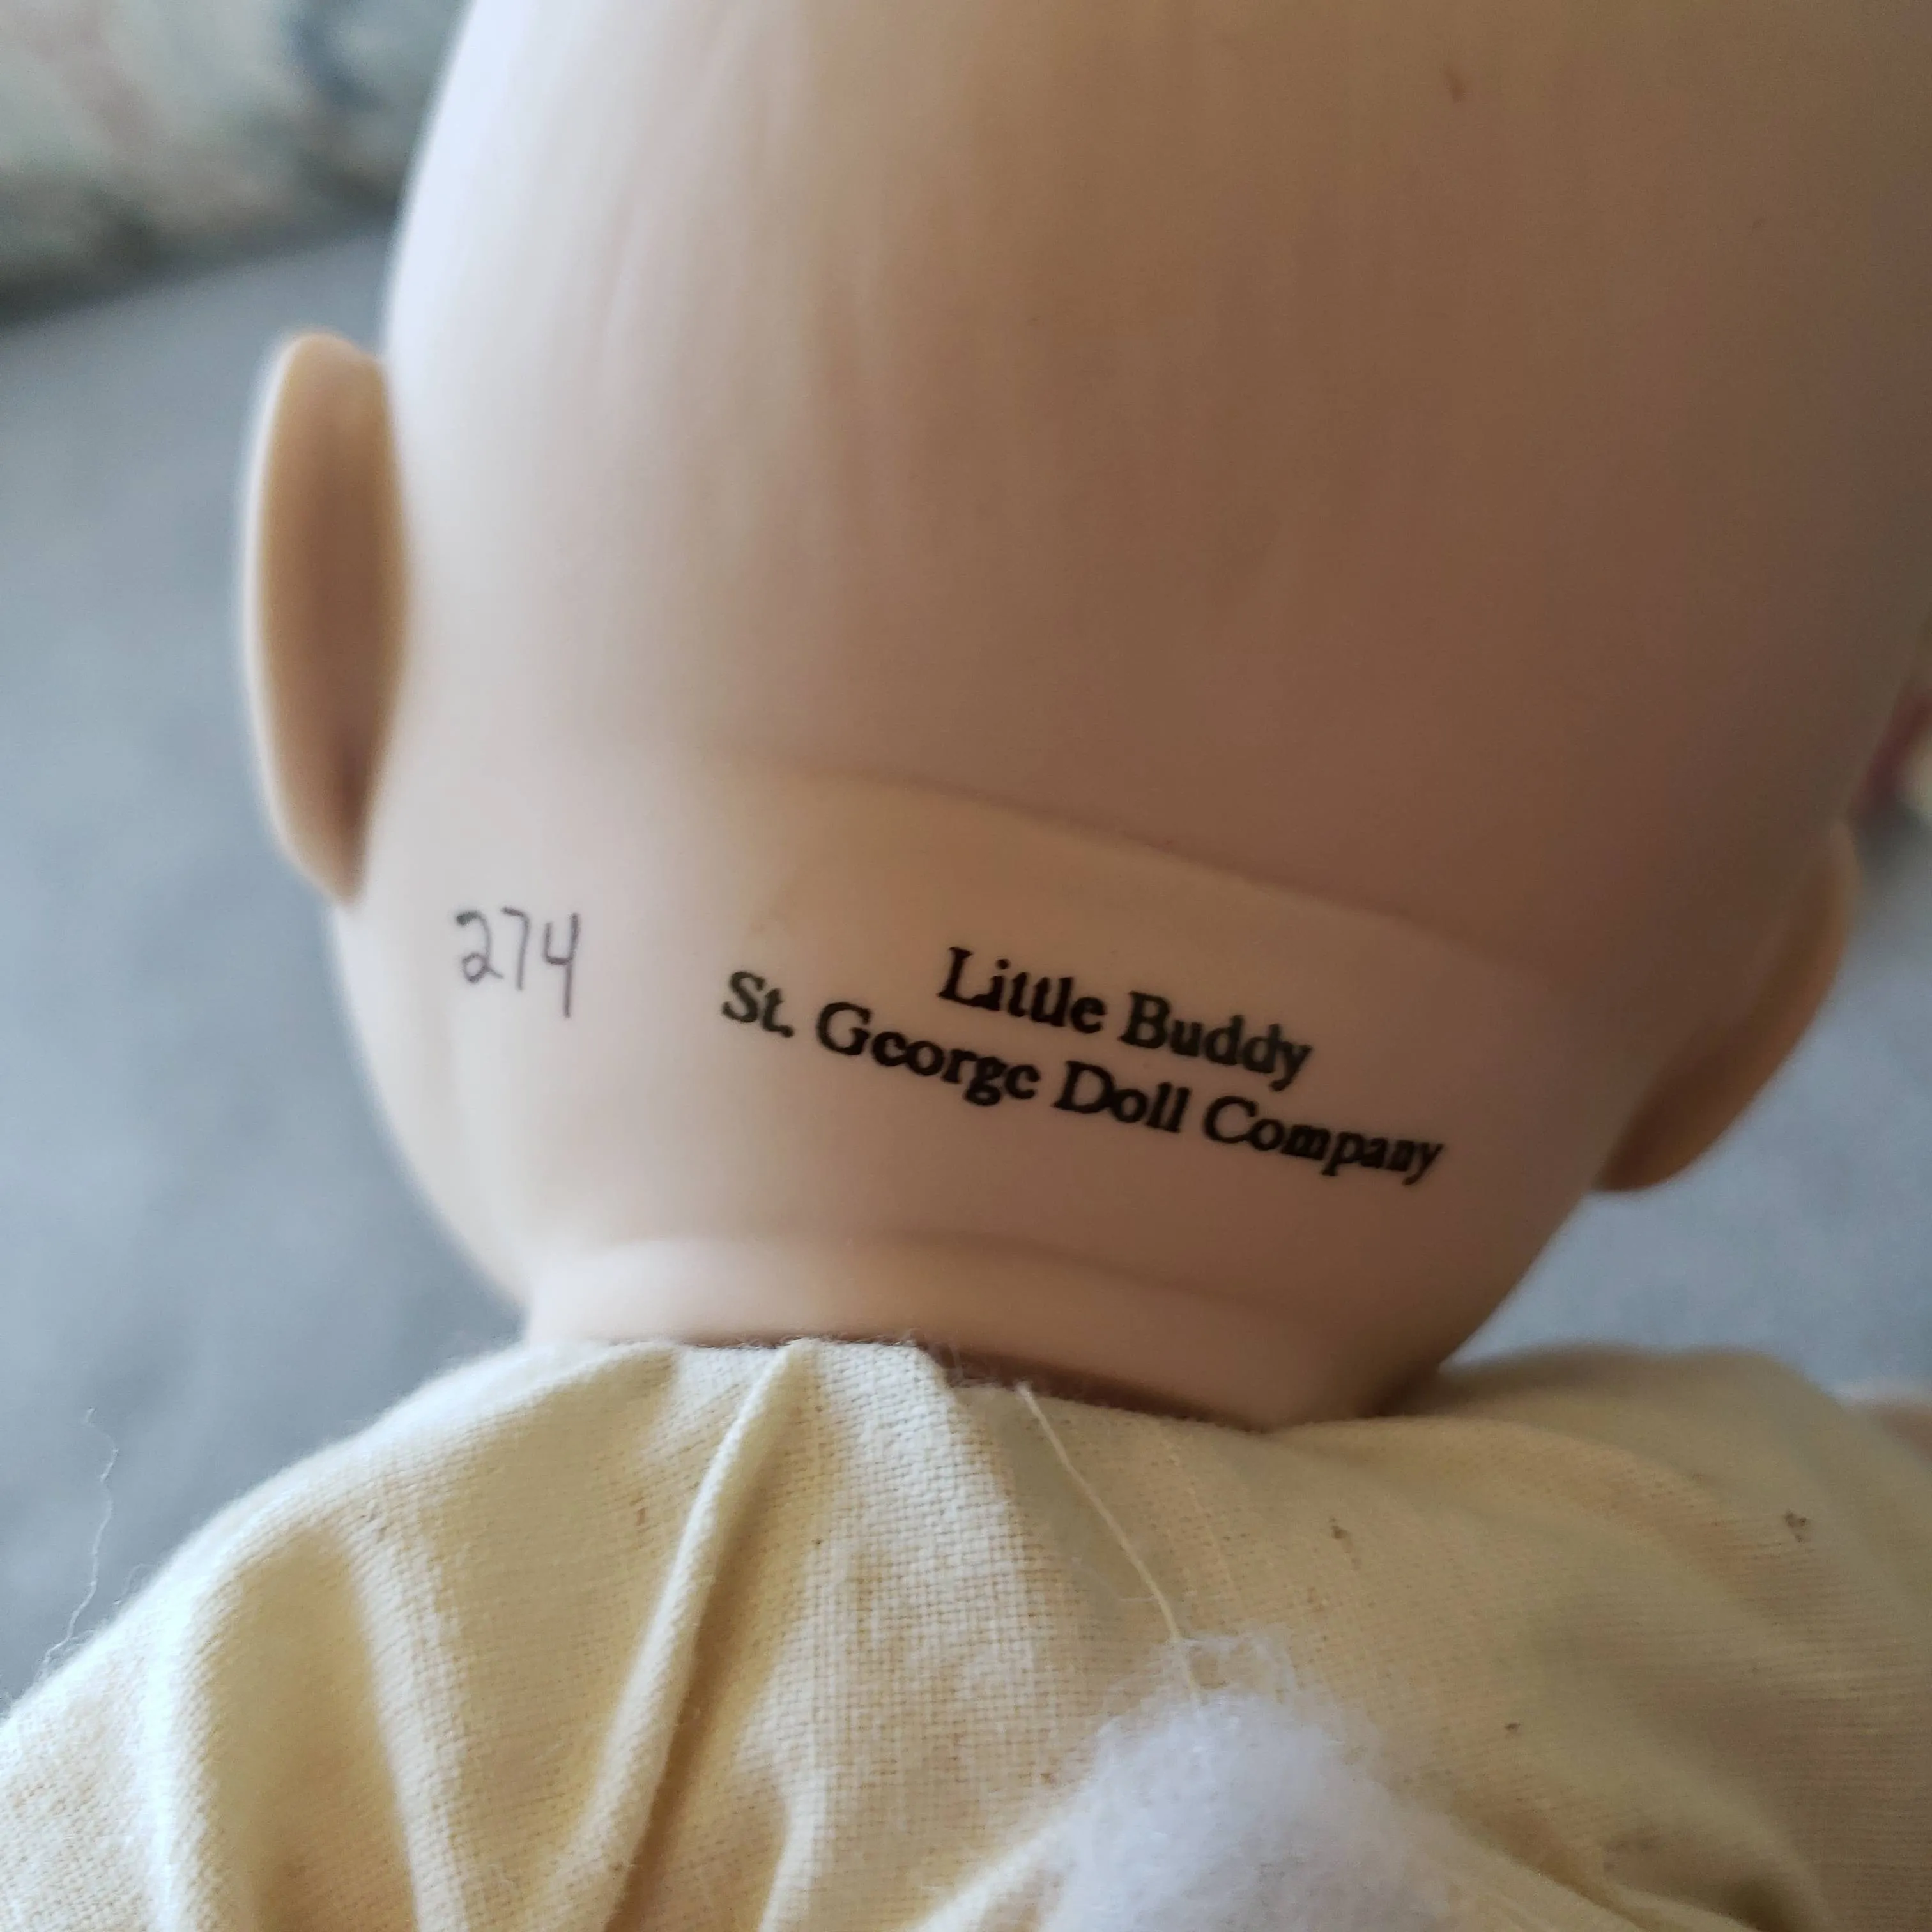 274
Little Buddy
St. George Doll Company